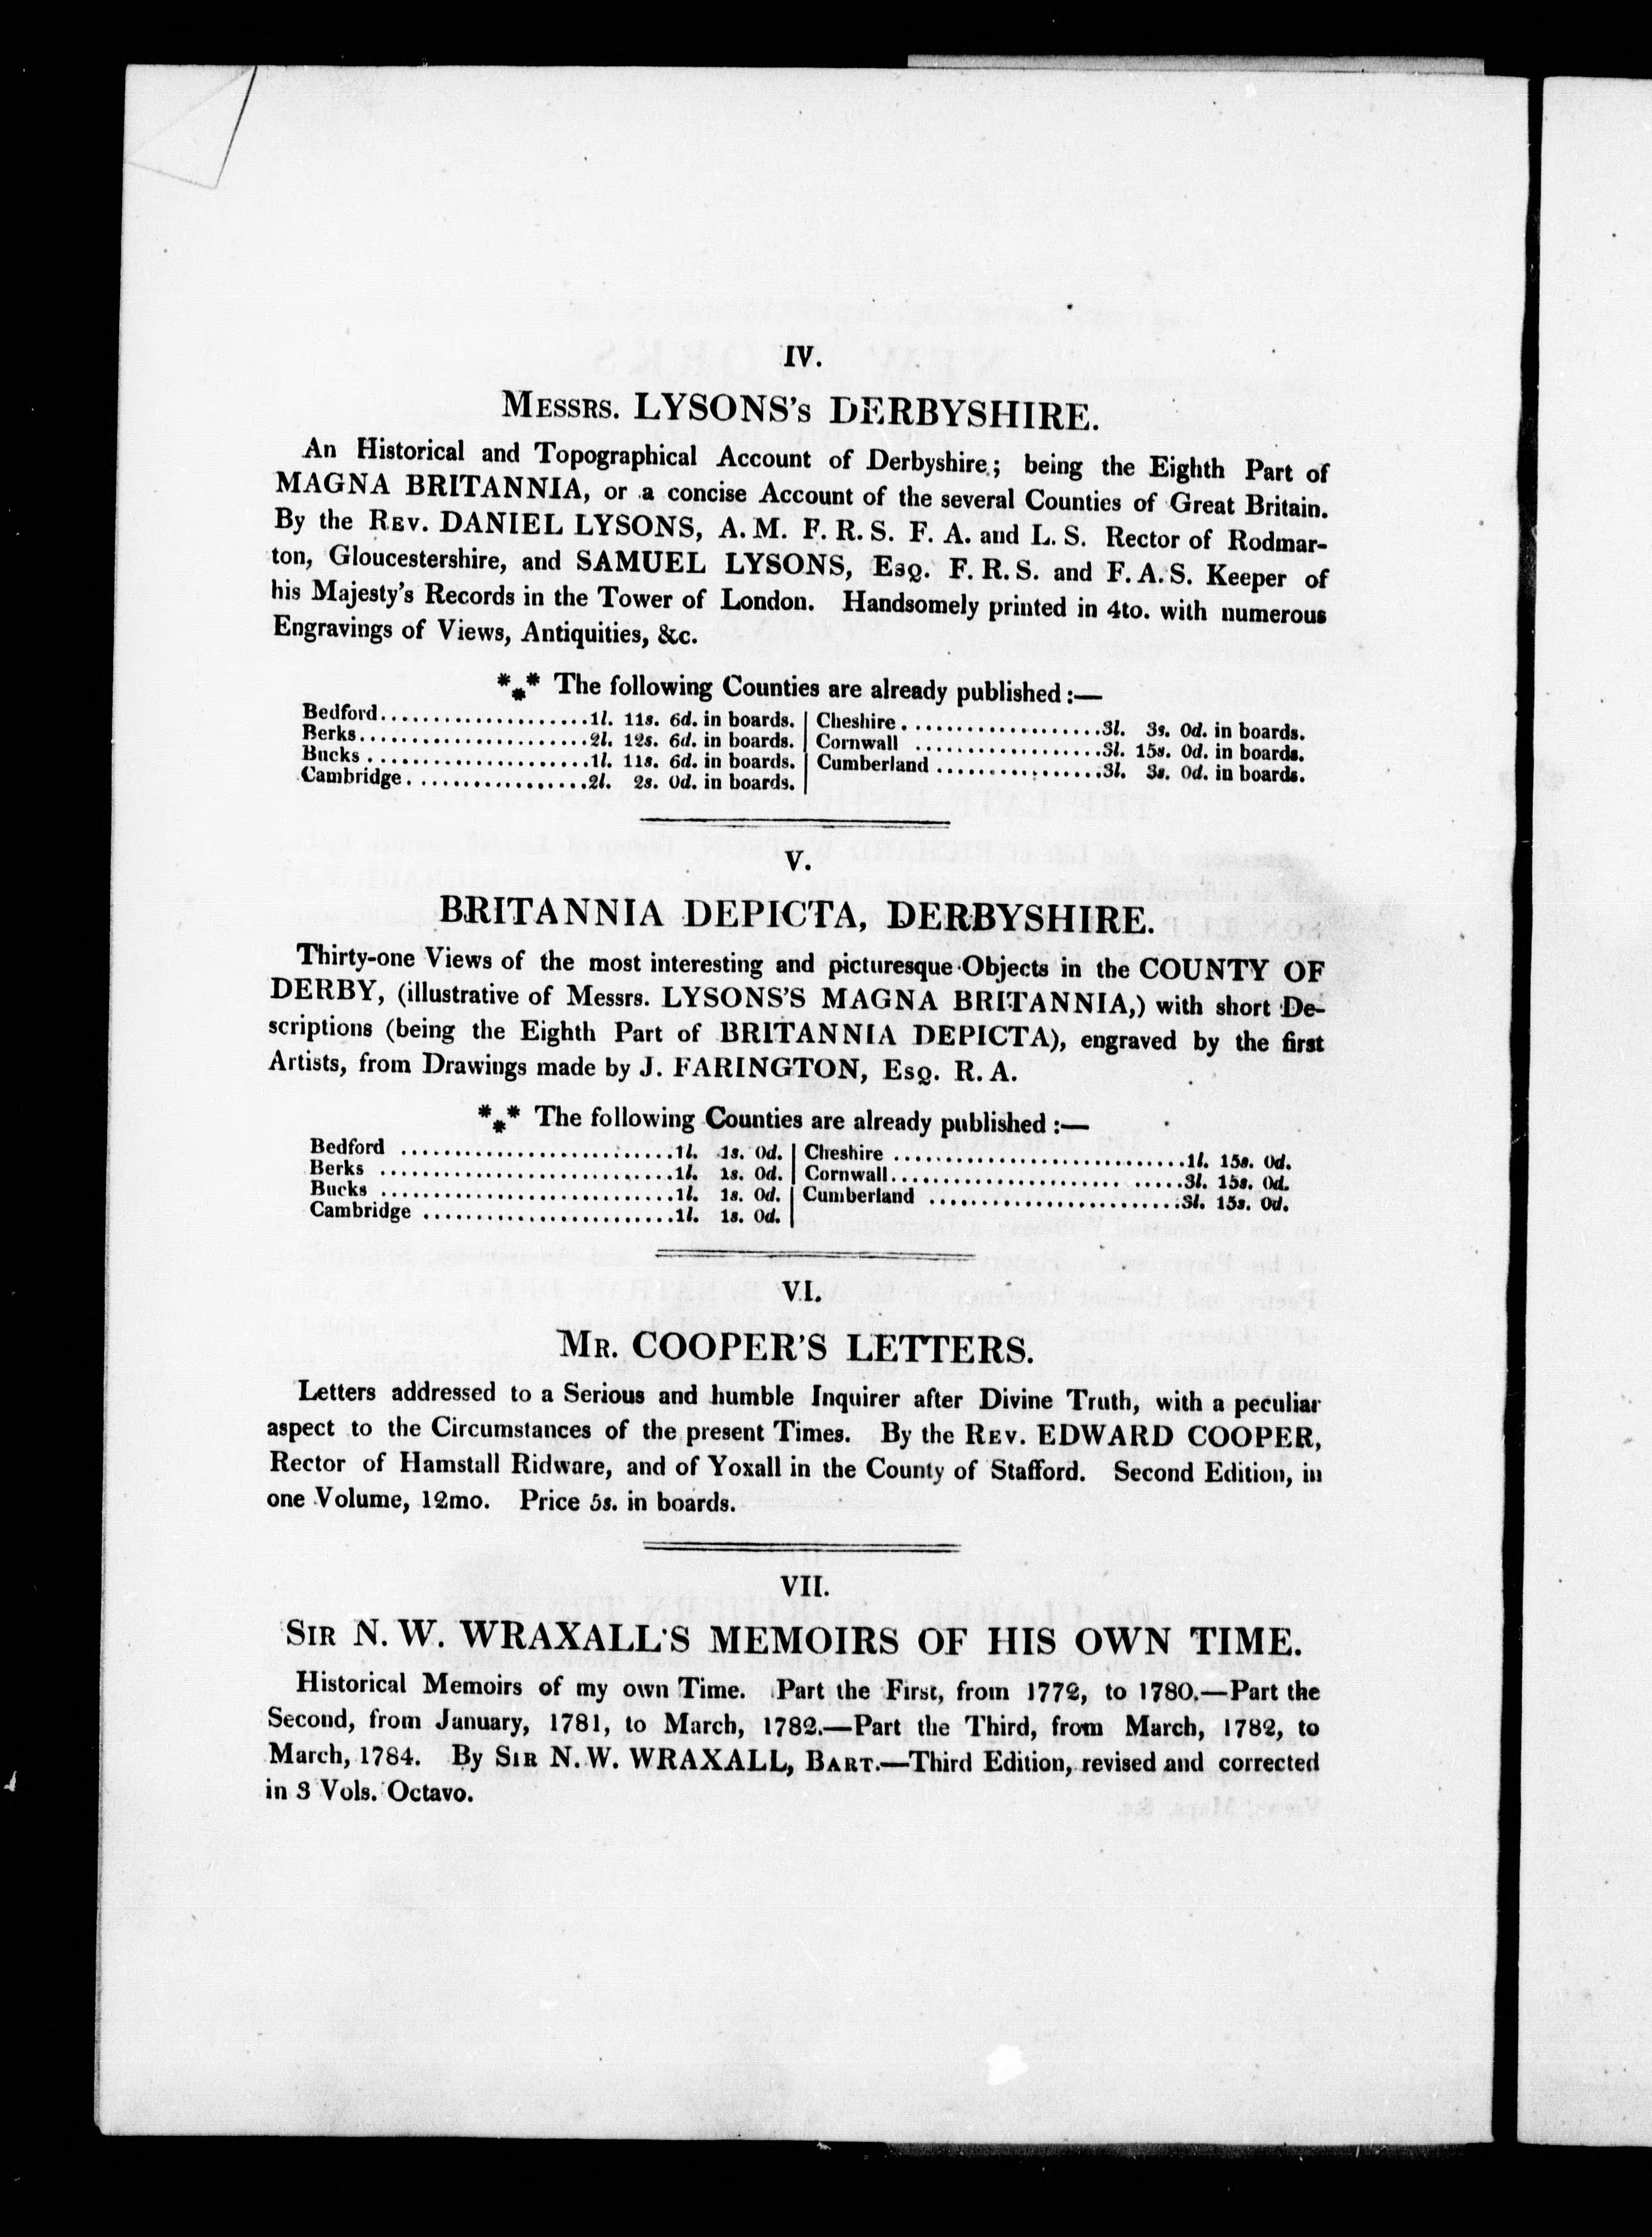 IV.
MESSRS. LYSONS's DERBYSHIRE.
An Historical and Topographical Account of Derbyshire; being the Eighth Part of
MAGNA BRITANNIA, or a concise Account of the several Counties of Great Britain.
By the REV. DANIEL LYSONS, A. M. F. R. S. F. A. and L. S. Rector of Rodmar-
ton, Gloucestershire, and SAMUEL LYSONS, ESQ. F. R. S. and F. A. S. Keeper of
his Majesty's Records in the Tower of London. Handsomely printed in 4to. with numerous
Engravings of Views, Antiquities, &c.
*** The following Counties are already published:—
Bedford....................1l. 11s. 6d. in boards.
Berks......................2l. 12s. 6d. in boards.
Bucks......................1l. 11s. 6d. in boards.
Cambridge..................2l. 2s. 0d. in boards.
Cheshire...................3l. 3s. 0d. in boards.
Cornwall...................3l. 15s. 0d. in boards.
Cumberland.................3l. 3s. 0d. in boards.
V.
BRITANNIA DEPICTA, DERBYSHIRE.
Thirty-one Views of the most interesting and picturesque Objects in the COUNTY OF
DERBY, (illustrative of Messrs. LYSONS'S MAGNA BRITANNIA,) with short De-
scriptions (being the Eighth Part of BRITANNIA DEPICTA), engraved by the first
Artists, from Drawings made by J. FARINGTON, ESQ. R. A.
*** The following Counties are already published:—
Bedford ..........................1l. 1s. 0d.
Berks ............................1l. 1s. 0d.
Bucks ............................1l. 1s. 0d.
Cambridge ........................1l. 1s. 0d.
Cheshire ............................1l. 15s. 0d.
Cornwall............................3l. 15s. 0d.
Cumberland .........................3l. 15s. 0d.
VI.
MR. COOPER'S LETTERS.
Letters addressed to a Serious and humble Inquirer after Divine Truth, with a peculiar
aspect to the Circumstances of the present Times. By the REV. EDWARD COOPER,
Rector of Hamstall Ridware, and of Yoxall in the County of Stafford. Second Edition, in
one Volume, 12mo. Price 5s. in boards.
VII.
SIR N. W. WRAXALL'S MEMOIRS OF HIS OWN TIME.
Historical Memoirs of my own Time. Part the First, from 1772, to 1780.—Part the
Second, from January, 1781, to March, 1782.—Part the Third, from March, 1782, to
March, 1784. By SIR N. W. WRAXALL, BART.—Third Edition, revised and corrected
in 3 Vols. Octavo.